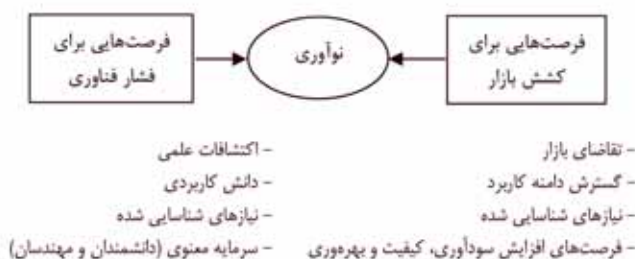 فرصت‌هایی برای
کشش بازار
نوآوری
فرصت‌هایی برای
فشار فناوری
- تقاضای بازار
- گسترش دامنه کاربرد
- نیازهای شناسایی شده
- فرصت‌های افزایش سودآوری، کیفیت و بهره‌وری
- اکتشافات علمی
- دانش کاربردی
- نیازهای شناسایی شده
- سرمایه معنوی (دانشمندان و مهندسان)